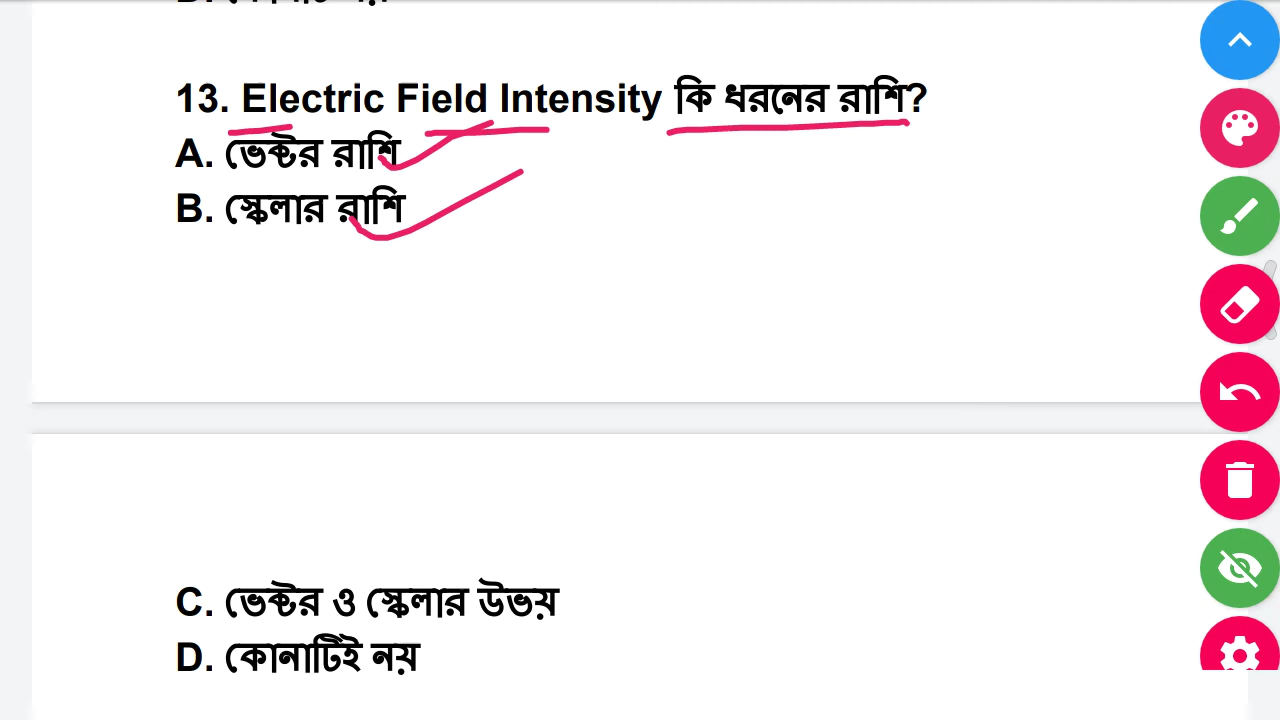 13. Electric Field Intensity কি ধরনের রাশি?
A. ভেক্টর রাশি
B. স্কেলার রাশি
C. ভেক্টর ও স্কেলার উভয়
D. কোনাটিই নয়